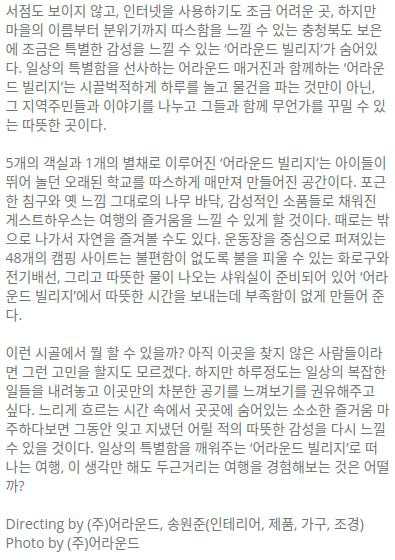 서점도 보이지 않고, 인터넷을 사용하기도 조금 어려운 곳, 하지만
마을의 이름부터 분위기까지 따스함을 느낄 수 있는 충청북도 보은
에 조금은 특별한 감성을 느낄 수 있는 '어라운드 빌리지'가 숨어있
다. 일상의 특별함을 선사하는 어라운드 매거진과 함께하는 '어라운
드 빌리지'는 시끌벅적하게 하루를 놀고 물건을 파는 것만이 아닌,
그 지역주민들과 이야기를 나누고 그들과 함께 무언가를 꾸밀 수 있
는 따뜻한 곳이다.
5개의 객실과 1개의 별채로 이루어진 '어라운드 빌리지'는 아이들이
뛰어 놀던 오래된 학교를 따스하게 매만져 만들어진 공간이다. 포근
한 침구와 옛 느낌 그대로의 나무 바닥, 감성적인 소품들로 채워진
게스트하우스는 여행의 즐거움을 느낄 수 있게 할 것이다. 때로는 밖
으로 나가서 자연을 즐겨볼 수도 있다. 운동장을 중심으로 퍼져있는
48개의 캠핑 사이트는 불편함이 없도록 불을 피울 수 있는 화로구와
전기배선, 그리고 따뜻한 물이 나오는 샤워실이 준비되어 있어 '어라
운드 빌리지'에서 따뜻한 시간을 보내는데 부족함이 없게 만들어 준
다.
이런 시골에서 뭘 할 수 있을까? 아직 이곳을 찾지 않은 사람들이라
면 그런 고민을 할지도 모르겠다. 하지만 하루정도는 일상의 복잡한
일들을 내려놓고 이곳만의 차분한 공기를 느껴보기를 권유해주고
싶다. 느리게 흐르는 시간 속에서 곳곳에 숨어있는 소소한 즐거움 마
주하다보면 그동안 잊고 지냈던 어릴 적의 따뜻한 감성을 다시 느낄
수 있을 것이다. 일상의 특별함을 깨워주는 '어라운드 빌리지'로 떠
나는 여행, 이 생각만 해도 두근거리는 여행을 경험해보는 것은 어떨
까?
Directing by (주)어라운드, 송원준(인테리어, 제품, 가구, 조경)
Photo by (주)어라운드